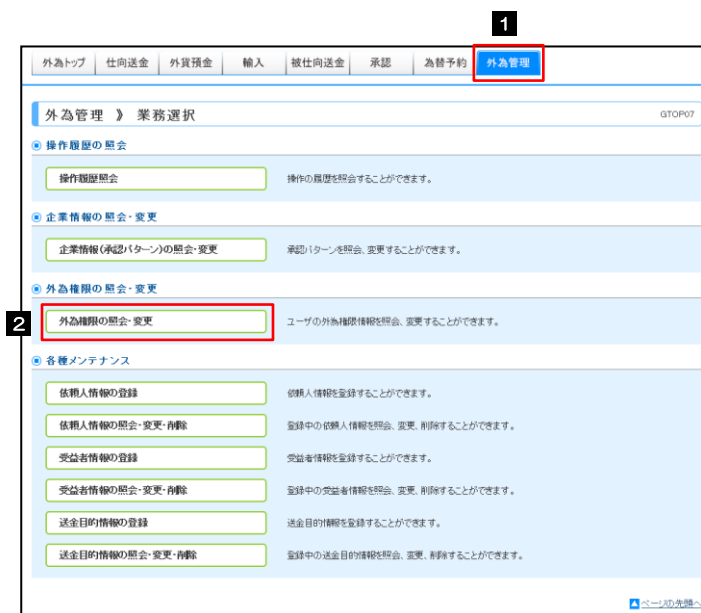 1
外為トップ 仕向送金 外貨預金 輸入 被仕向送金 承認 為替予約 外為管理
外為管理 》 業務選択 GTOP07
操作履歴の照会
操作履歴照会 操作の履歴を照会することができます。
企業情報の照会・変更
企業情報(承認パターン)の照会・変更 承認パターンを照会、変更することができます。
外為権限の照会・変更
2 外為権限の照会・変更 ユーザの外為権限情報を照会、変更することができます。
各種メンテナンス
依頼人情報の登録 依頼人情報を登録することができます。
依頼人情報の照会・変更・削除 登録中の依頼人情報を照会、変更、削除することができます。
受益者情報の登録 受益者情報を登録することができます。
受益者情報の照会・変更・削除 登録中の受益者情報を照会、変更、削除することができます。
送金目的情報の登録 送金目的情報を登録することができます。
送金目的情報の照会・変更・削除 登録中の送金目的情報を照会、変更、削除することができます。
ページの先頭へ